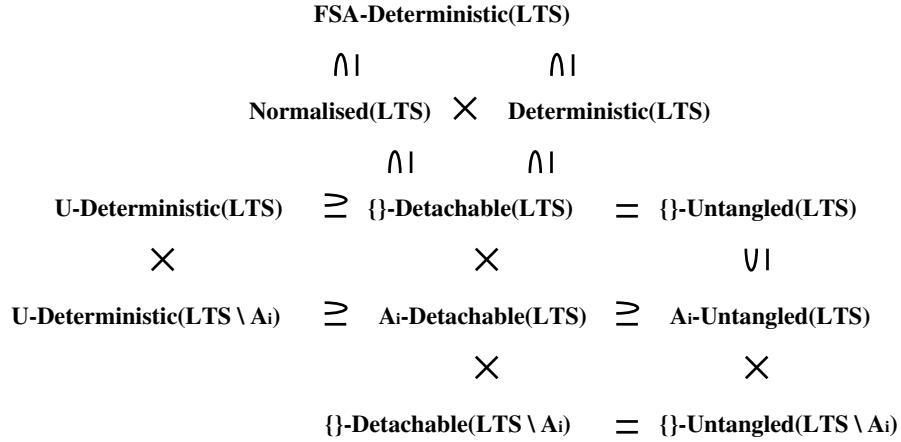 FSA-Deterministic(LTS)
∩| ∩|
Normalised(LTS) × Deterministic(LTS)
∩| ∩|
U-Deterministic(LTS) ⊇ {}-Detachable(LTS) = {}-Untangled(LTS)
× × ∪|
U-Deterministic(LTS \ Ai) ⊇ Ai-Detachable(LTS) ⊇ Ai-Untangled(LTS)
× ×
{}-Detachable(LTS \ Ai) = {}-Untangled(LTS \ Ai)